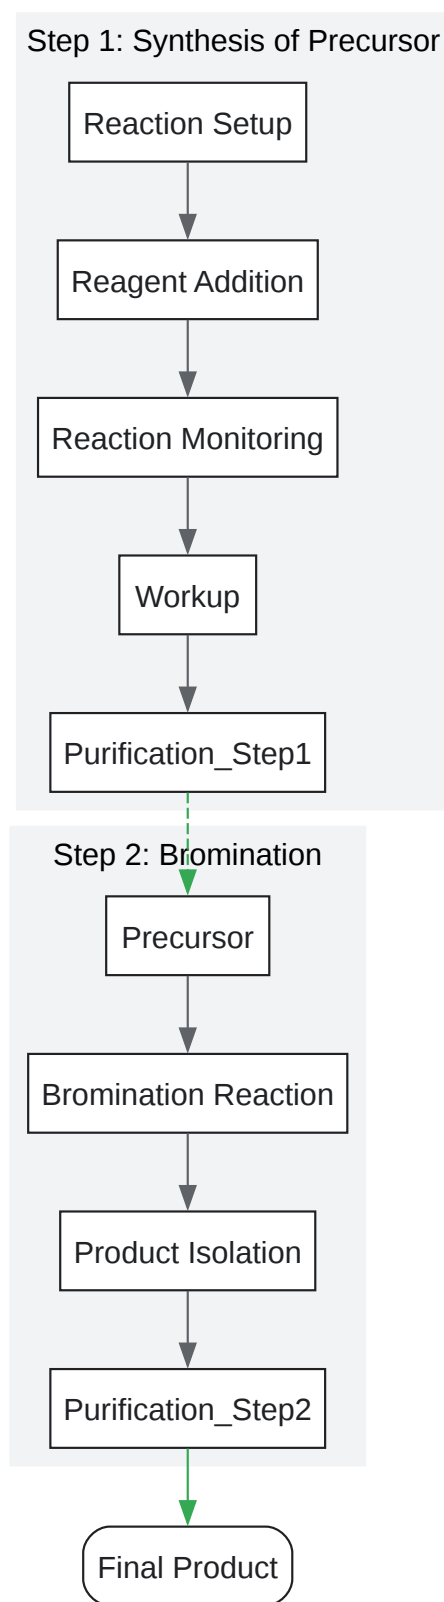 Step 1: Synthesis of Precursor
Reaction Setup
Reagent Addition
Reaction Monitoring
Workup
Purification_Step1
Step 2: Bromination
Precursor
Bromination Reaction
Product Isolation
Purification_Step2
Final Product